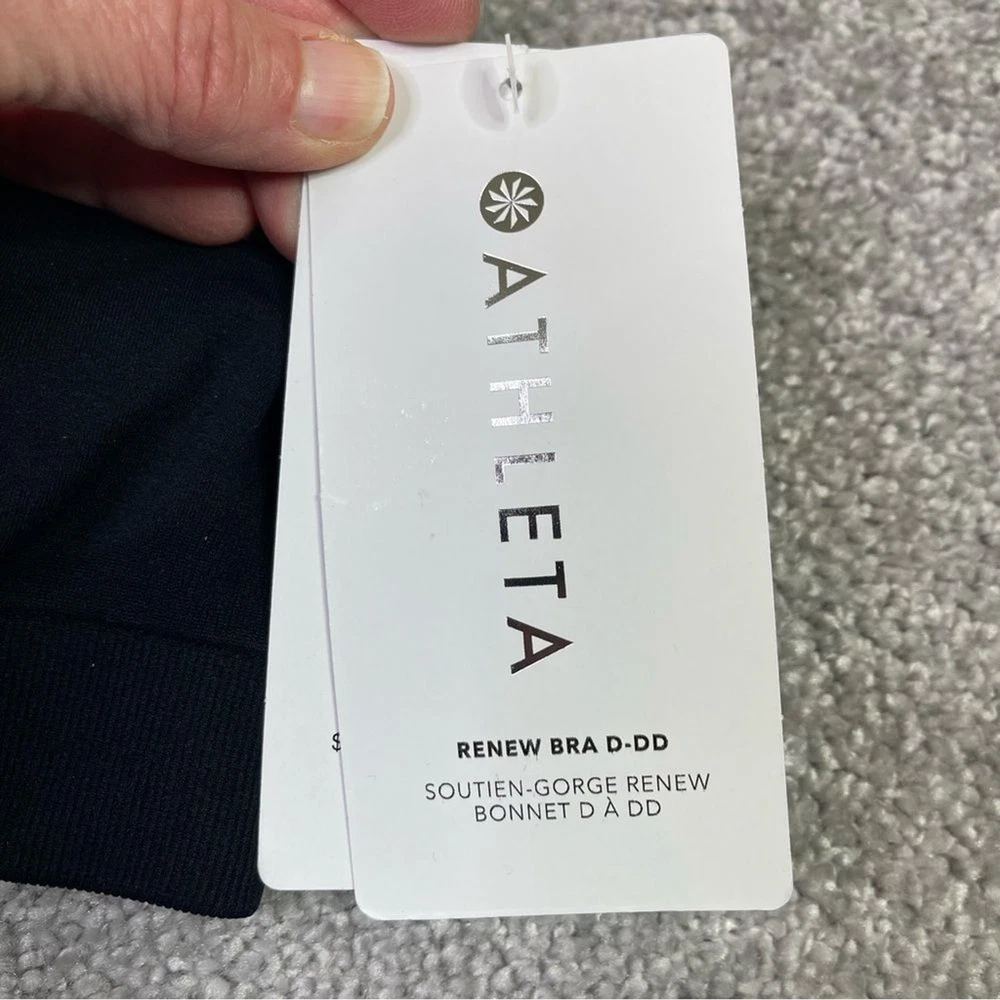 ATHLETA
$
RENEW BRA D-DD
SOUTIEN-GORGE RENEW
BONNET D À DD